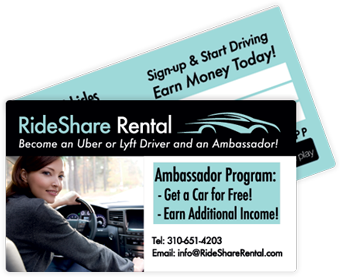 Sign-up & Start Driving
Earn Money Today!
RideShare Rental
Become an Uber or Lyft Driver and an Ambassador!
Ambassador Program:
- Get a Car for Free!
- Earn Additional Income!
Tel: 310-651-4203
Email: info@RideShareRental.com
play